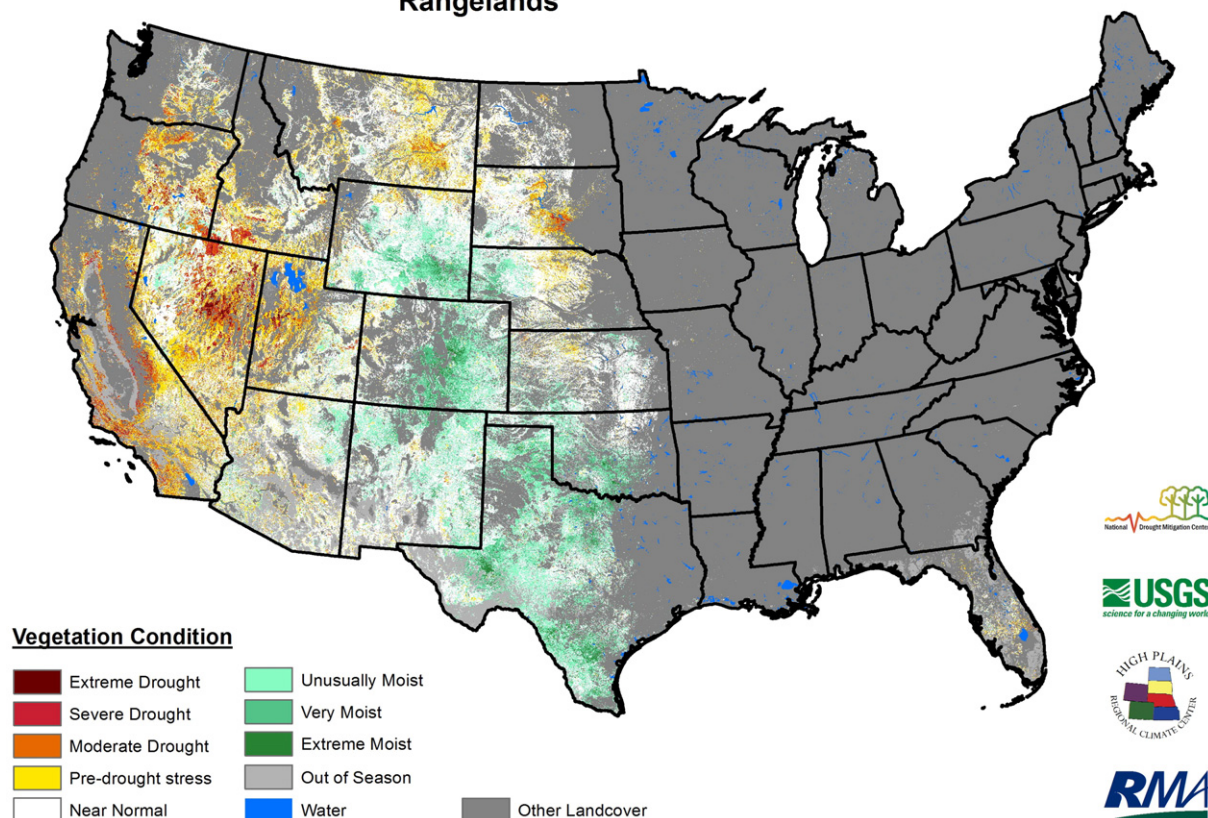 Rangelands
National Drought Mitigation Center
USGS
science for a changing world
HIGH PLAINS
REGIONAL CLIMATE CENTER
RMA
Vegetation Condition
Extreme Drought
Severe Drought
Moderate Drought
Pre-drought stress
Near Normal
Unusually Moist
Very Moist
Extreme Moist
Out of Season
Water
Other Landcover